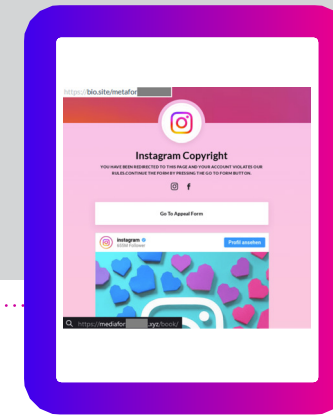 https://bio.site/metafor
Instagram Copyright
YOU HAVE BEEN REDIRECTED TO THIS PAGE AND YOUR ACCOUNT VIOLATES OUR
RULES.CONTINUE THE FORM BY PRESSING THE GO TO FORM BUTTON.
Go To Appeal Form
instagram
Profil ansehen
650M Follower
https://mediafor xyz/book/